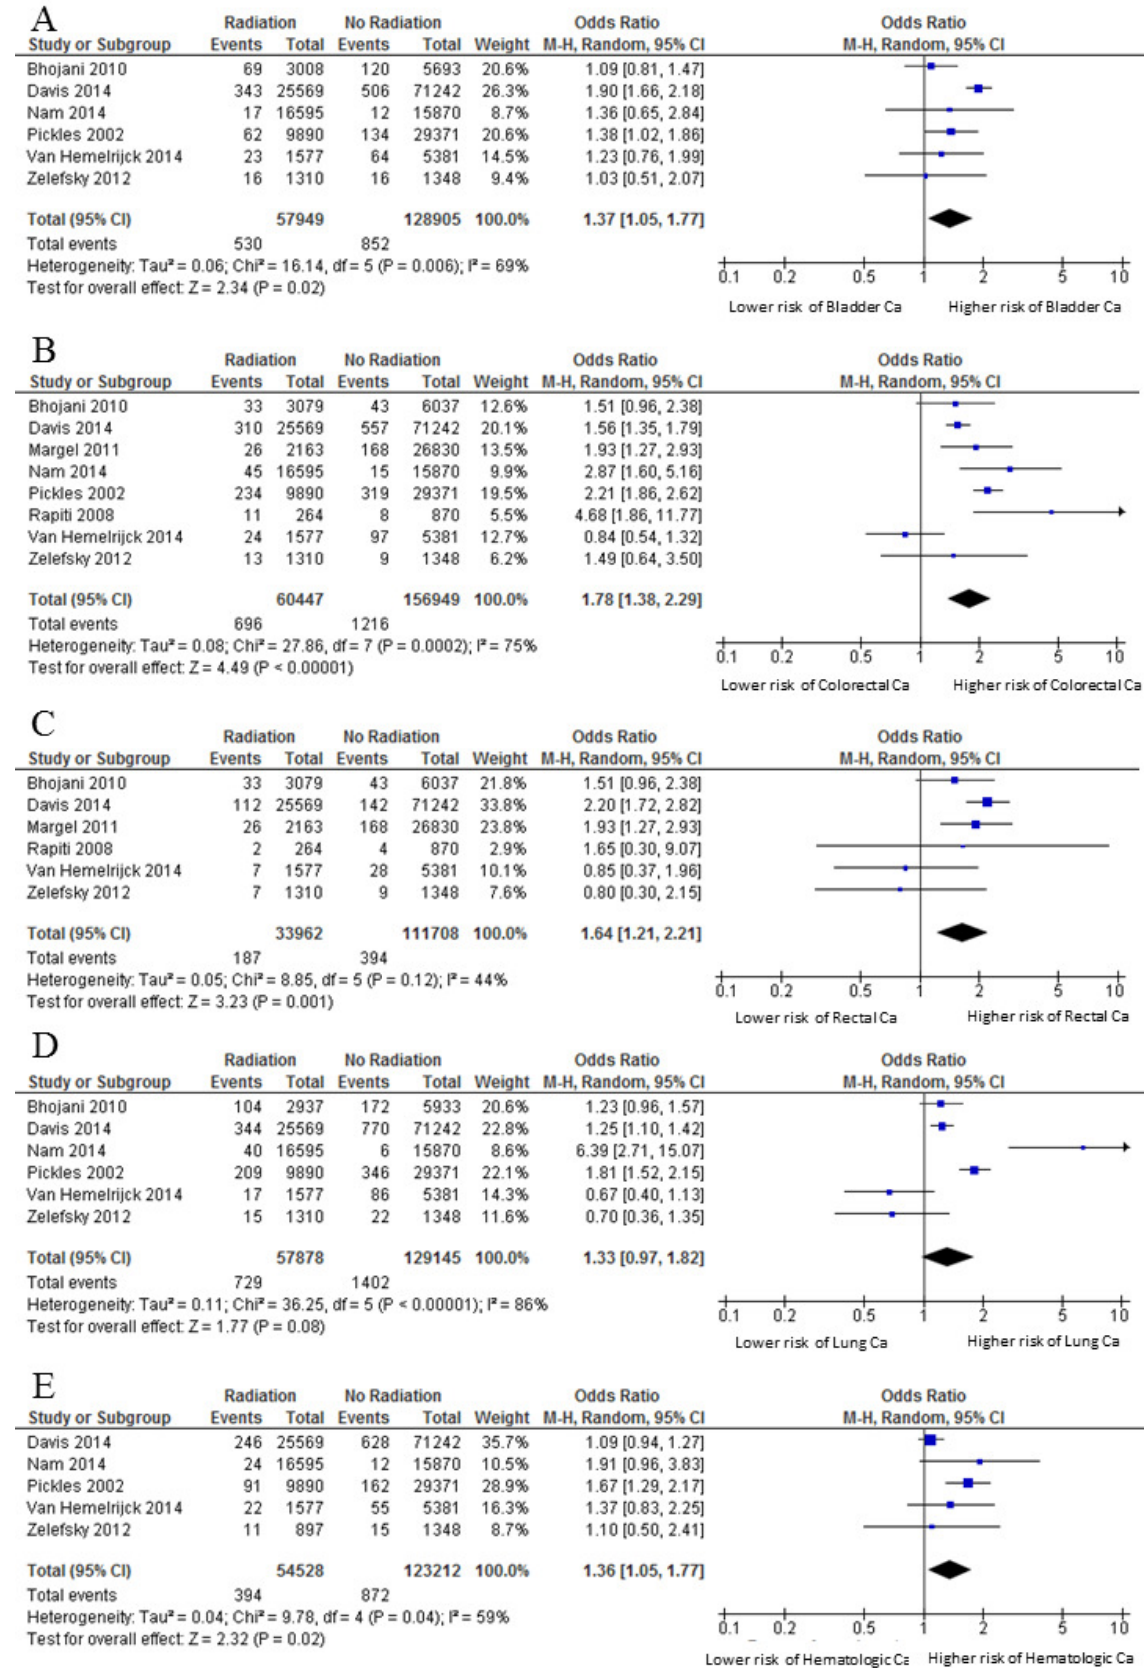 A
Radiation No Radiation Odds Ratio Odds Ratio
Study or Subgroup Events Total Events Total Weight M-H, Random, 95% CI M-H, Random, 95% CI
Bhojani 2010 69 3008 120 5693 20.6% 1.09 [0.81, 1.47]
Davis 2014 343 25569 506 71242 26.3% 1.90 [1.66, 2.18]
Nam 2014 17 16595 12 15870 8.7% 1.36 [0.65, 2.84]
Pickles 2002 62 9890 134 29371 20.6% 1.38 [1.02, 1.86]
Van Hemelrijck 2014 23 1577 64 5381 14.5% 1.23 [0.76, 1.99]
Zelefsky 2012 16 1310 16 1348 9.4% 1.03 [0.51, 2.07]
Total (95% CI) 57949 128905 100.0% 1.37 [1.05, 1.77]
Total events 530 852
Heterogeneity: Tau² = 0.06; Chi² = 16.14, df = 5 (P = 0.006); I² = 69%
Test for overall effect: Z = 2.34 (P = 0.02)
0.1 0.2 0.5 1 2 5 10
Lower risk of Bladder Ca Higher risk of Bladder Ca
B
Radiation No Radiation Odds Ratio Odds Ratio
Study or Subgroup Events Total Events Total Weight M-H, Random, 95% CI M-H, Random, 95% CI
Bhojani 2010 33 3079 43 6037 12.6% 1.51 [0.96, 2.38]
Davis 2014 310 25569 557 71242 20.1% 1.56 [1.35, 1.79]
Margel 2011 26 2163 168 26830 13.5% 1.93 [1.27, 2.93]
Nam 2014 45 16595 15 15870 9.9% 2.87 [1.60, 5.16]
Pickles 2002 234 9890 319 29371 19.5% 2.21 [1.86, 2.62]
Rapiti 2008 11 264 8 870 5.5% 4.68 [1.86, 11.77]
Van Hemelrijck 2014 24 1577 97 5381 12.7% 0.84 [0.54, 1.32]
Zelefsky 2012 13 1310 9 1348 6.2% 1.49 [0.64, 3.50]
Total (95% CI) 60447 156949 100.0% 1.78 [1.38, 2.29]
Total events 696 1216
Heterogeneity: Tau² = 0.08; Chi² = 27.86, df = 7 (P = 0.0002); I² = 75%
Test for overall effect: Z = 4.49 (P < 0.00001)
0.1 0.2 0.5 1 2 5 10
Lower risk of Colorectal Ca Higher risk of Colorectal Ca
C
Radiation No Radiation Odds Ratio Odds Ratio
Study or Subgroup Events Total Events Total Weight M-H, Random, 95% CI M-H, Random, 95% CI
Bhojani 2010 33 3079 43 6037 21.8% 1.51 [0.96, 2.38]
Davis 2014 112 25569 142 71242 33.8% 2.20 [1.72, 2.82]
Margel 2011 26 2163 168 26830 23.8% 1.93 [1.27, 2.93]
Rapiti 2008 2 264 4 870 2.9% 1.65 [0.30, 9.07]
Van Hemelrijck 2014 7 1577 28 5381 10.1% 0.85 [0.37, 1.96]
Zelefsky 2012 7 1310 9 1348 7.6% 0.80 [0.30, 2.15]
Total (95% CI) 33962 111708 100.0% 1.64 [1.21, 2.21]
Total events 187 394
Heterogeneity: Tau² = 0.05; Chi² = 8.85, df = 5 (P = 0.12); I² = 44%
Test for overall effect: Z = 3.23 (P = 0.001)
0.1 0.2 0.5 1 2 5 10
Lower risk of Rectal Ca Higher risk of Rectal Ca
D
Radiation No Radiation Odds Ratio Odds Ratio
Study or Subgroup Events Total Events Total Weight M-H, Random, 95% CI M-H, Random, 95% CI
Bhojani 2010 104 2937 172 5933 20.6% 1.23 [0.96, 1.57]
Davis 2014 344 25569 770 71242 22.8% 1.25 [1.10, 1.42]
Nam 2014 40 16595 6 15870 8.6% 6.39 [2.71, 15.07]
Pickles 2002 209 9890 346 29371 22.1% 1.81 [1.52, 2.15]
Van Hemelrijck 2014 17 1577 86 5381 14.3% 0.67 [0.40, 1.13]
Zelefsky 2012 15 1310 22 1348 11.6% 0.70 [0.36, 1.35]
Total (95% CI) 57878 129145 100.0% 1.33 [0.97, 1.82]
Total events 729 1402
Heterogeneity: Tau² = 0.11; Chi² = 36.25, df = 5 (P < 0.00001); I² = 86%
Test for overall effect: Z = 1.77 (P = 0.08)
0.1 0.2 0.5 1 2 5 10
Lower risk of Lung Ca Higher risk of Lung Ca
E
Radiation No Radiation Odds Ratio Odds Ratio
Study or Subgroup Events Total Events Total Weight M-H, Random, 95% CI M-H, Random, 95% CI
Davis 2014 246 25569 628 71242 35.7% 1.09 [0.94, 1.27]
Nam 2014 24 16595 12 15870 10.5% 1.91 [0.96, 3.83]
Pickles 2002 91 9890 162 29371 28.9% 1.67 [1.29, 2.17]
Van Hemelrijck 2014 22 1577 55 5381 16.3% 1.37 [0.83, 2.25]
Zelefsky 2012 11 897 15 1348 8.7% 1.10 [0.50, 2.41]
Total (95% CI) 54528 123212 100.0% 1.36 [1.05, 1.77]
Total events 394 872
Heterogeneity: Tau² = 0.04; Chi² = 9.78, df = 4 (P = 0.04); I² = 59%
Test for overall effect: Z = 2.32 (P = 0.02)
0.1 0.2 0.5 1 2 5 10
Lower risk of Hematologic Ca Higher risk of Hematologic Ca